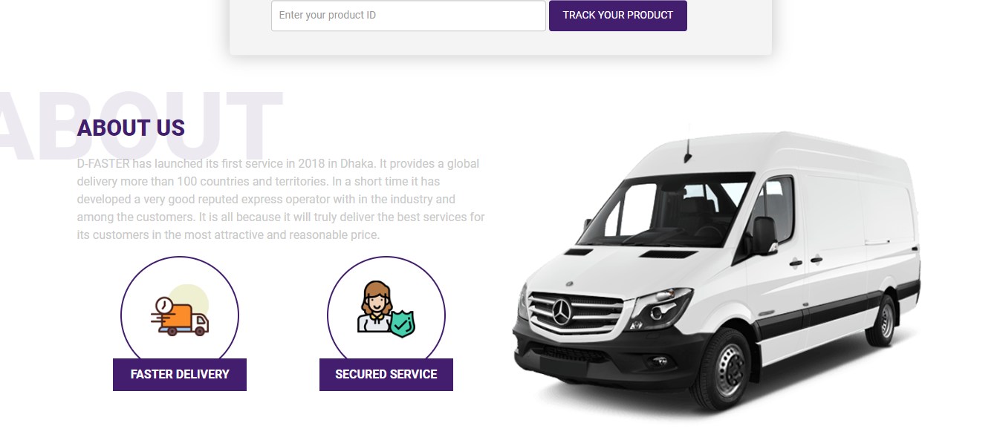 Enter your product ID
TRACK YOUR PRODUCT
ABOUT
ABOUT US
D-FASTER has launched its first service in 2018 in Dhaka. It provides a global
delivery more than 100 countries and territories. In a short time it has
developed a very good reputed express operator with in the industry and
among the customers. It is all because it will truly deliver the best services for
its customers in the most attractive and reasonable price.
FASTER DELIVERY
SECURED SERVICE